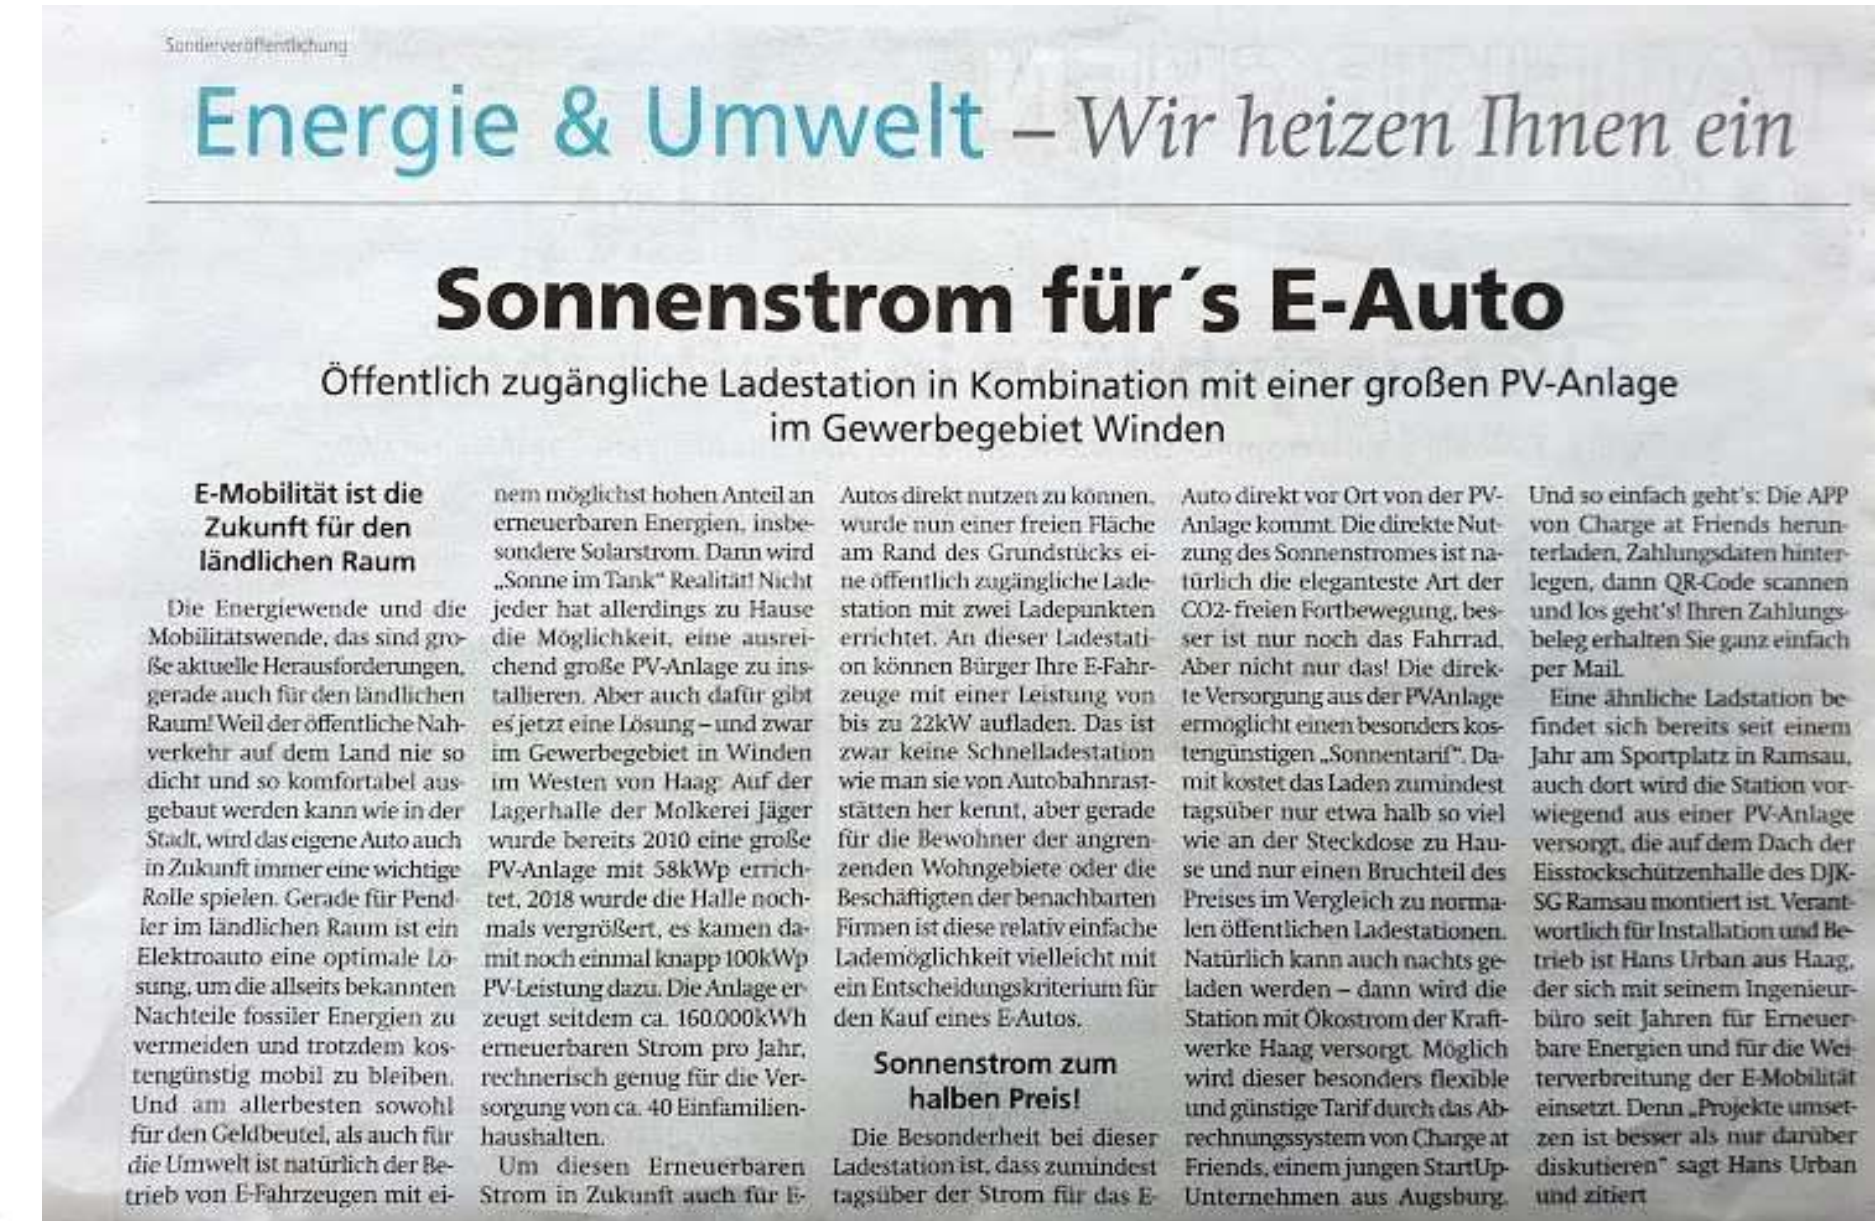 Sonderveröffentlichung
Energie & Umwelt – Wir heizen Ihnen ein
Sonnenstrom für´s E-Auto
Öffentlich zugängliche Ladestation in Kombination mit einer großen PV-Anlage
im Gewerbegebiet Winden
E-Mobilität ist die
Zukunft für den
ländlichen Raum
Die Energiewende und die
Mobilitätswende, das sind gro-
ße aktuelle Herausforderungen,
gerade auch für den ländlichen
Raum! Weil der öffentliche Nah-
verkehr auf dem Land nie so
dicht und so komfortabel aus-
gebaut werden kann wie in der
Stadt, wird das eigene Auto auch
in Zukunft immer eine wichtige
Rolle spielen. Gerade für Pend-
ler im ländlichen Raum ist ein
Elektroauto eine optimale Lö-
sung, um die allseits bekannten
Nachteile fossiler Energien zu
vermeiden und trotzdem kos-
tengünstig mobil zu bleiben.
Und am allerbesten sowohl
für den Geldbeutel, als auch für
die Umwelt ist natürlich der Be-
trieb von E-Fahrzeugen mit ei-
nem möglichst hohen Anteil an
erneuerbaren Energien, insbe-
sondere Solarstrom. Dann wird
„Sonne im Tank“ Realität! Nicht
jeder hat allerdings zu Hause
die Möglichkeit, eine ausrei-
chend große PV-Anlage zu ins-
tallieren. Aber auch dafür gibt
es jetzt eine Lösung – und zwar
im Gewerbegebiet in Winden
im Westen von Haag: Auf der
Lagerhalle der Molkerei Jäger
wurde bereits 2010 eine große
PV-Anlage mit 58kWp errich-
tet, 2018 wurde die Halle noch-
mals vergrößert, es kamen da-
mit noch einmal knapp 100kWp
PV-Leistung dazu. Die Anlage er-
zeugt seitdem ca. 160.000kWh
erneuerbaren Strom pro Jahr,
rechnerisch genug für die Ver-
sorgung von ca. 40 Einfamilien-
haushalten.
Um diesen Erneuerbaren
Strom in Zukunft auch für E-
Autos direkt nutzen zu können,
wurde nun einer freien Fläche
am Rand des Grundstücks ei-
ne öffentlich zugängliche Lade-
station mit zwei Ladepunkten
errichtet. An dieser Ladestati-
on können Bürger Ihre E-Fahr-
zeuge mit einer Leistung von
bis zu 22kW aufladen. Das ist
zwar keine Schnelladestation
wie man sie von Autobahnrast-
stätten her kennt, aber gerade
für die Bewohner der angren-
zenden Wohngebiete oder die
Beschäftigten der benachbarten
Firmen ist diese relativ einfache
Lademöglichkeit vielleicht mit
ein Entscheidungskriterium für
den Kauf eines E-Autos.
Sonnenstrom zum
halben Preis!
Die Besonderheit bei dieser
Ladestation ist, dass zumindest
tagsüber der Strom für das E-
Auto direkt vor Ort von der PV-
Anlage kommt. Die direkte Nut-
zung des Sonnenstromes ist na-
türlich die eleganteste Art der
CO2- freien Fortbewegung, bes-
ser ist nur noch das Fahrrad.
Aber nicht nur das! Die direk-
te Versorgung aus der PVAnlage
ermöglicht einen besonders kos-
tengünstigen „Sonnentarif“. Da-
mit kostet das Laden zumindest
tagsüber nur etwa halb so viel
wie an der Steckdose zu Hau-
se und nur einen Bruchteil des
Preises im Vergleich zu norma-
len öffentlichen Ladestationen.
Natürlich kann auch nachts ge-
laden werden – dann wird die
Station mit Ökostrom der Kraft-
werke Haag versorgt. Möglich
wird dieser besonders flexible
und günstige Tarif durch das Ab-
rechnungssystem von Charge at
Friends, einem jungen StartUp-
Unternehmen aus Augsburg.
Und so einfach geht's: Die APP
von Charge at Friends herun-
terladen, Zahlungsdaten hinter-
legen, dann QR-Code scannen
und los geht's! Ihren Zahlungs-
beleg erhalten Sie ganz einfach
per Mail.
Eine ähnliche Ladstation be-
findet sich bereits seit einem
Jahr am Sportplatz in Ramsau,
auch dort wird die Station vor-
wiegend aus einer PV-Anlage
versorgt, die auf dem Dach der
Eisstockschützenhalle des DJK-
SG Ramsau montiert ist. Verant-
wortlich für Installation und Be-
trieb ist Hans Urban aus Haag,
der sich mit seinem Ingenieur-
büro seit Jahren für Erneuer-
bare Energien und für die Wei-
terverbreitung der E-Mobilität
einsetzt. Denn „Projekte umset-
zen ist besser als nur darüber
diskutieren“ sagt Hans Urban
und zitiert